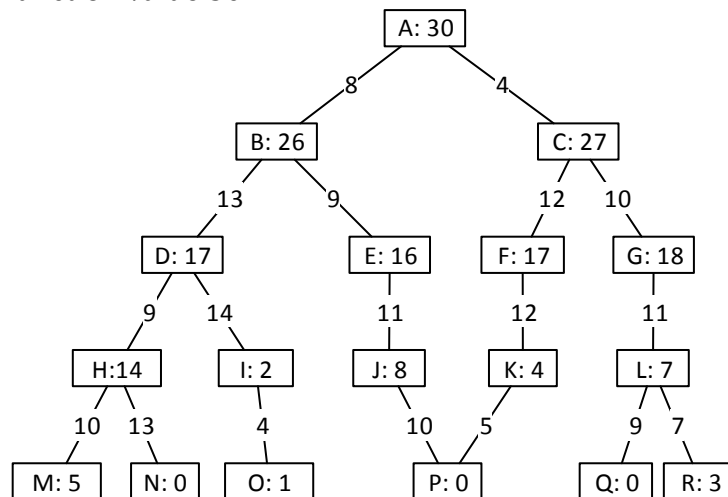 A: 30
8 4
B: 26 C: 27
13 9 12 10
D: 17 E: 16 F: 17 G: 18
9 14 11 12 11
H:14 I: 2 J: 8 K: 4 L: 7
10 13 4 10 5 9 7
M: 5 N: 0 O: 1 P: 0 Q: 0 R: 3